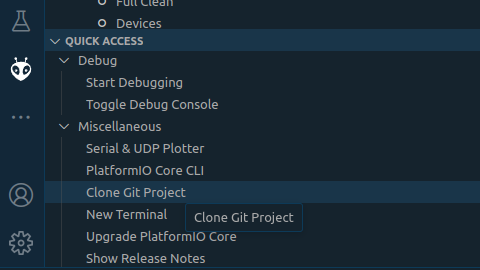 Full Clean
Devices
QUICK ACCESS
Debug
Start Debugging
Toggle Debug Console
Miscellaneous
Serial & UDP Plotter
PlatformIO Core CLI
Clone Git Project
New Terminal
Clone Git Project
Upgrade PlatformIO Core
Show Release Notes